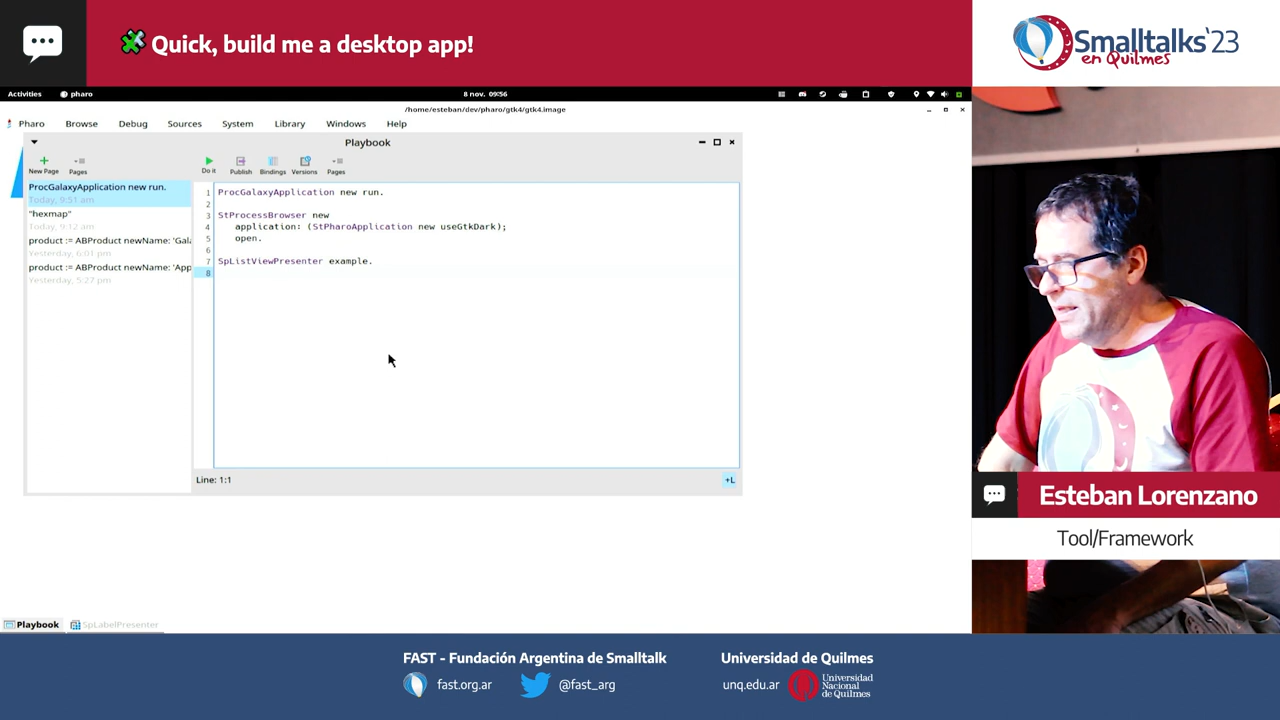 Quick, build me a desktop app!
Smalltalks'23
en Quilmes
Activities
pharo
8 nov. 09:56
/home/esteban/dev/pharo/gtk4/gtk4.image
Pharo Browse Debug Sources System Library Windows Help
Playbook
New Page Pages Do it Publish Bindings Versions Pages
ProcGalaxyApplication new run.
Today, 9:51 am
"hexmap"
Today, 9:12 am
product := ABProduct newName: 'Gala
Yesterday, 6:01 pm
product := ABProduct newName: 'App
Yesterday, 5:27 pm
1 ProcGalaxyApplication new run.
2
3 StProcessBrowser new
4 application: (StPharoApplication new useGtkDark);
5 open.
6
7 SpListViewPresenter example.
8
Line: 1:1
+L
Playbook SpLabelPresenter
Esteban Lorenzano
Tool/Framework
FAST - Fundación Argentina de Smalltalk
fast.org.ar @fast_arg
Universidad de Quilmes
unq.edu.ar
Universidad
Nacional
de Quilmes